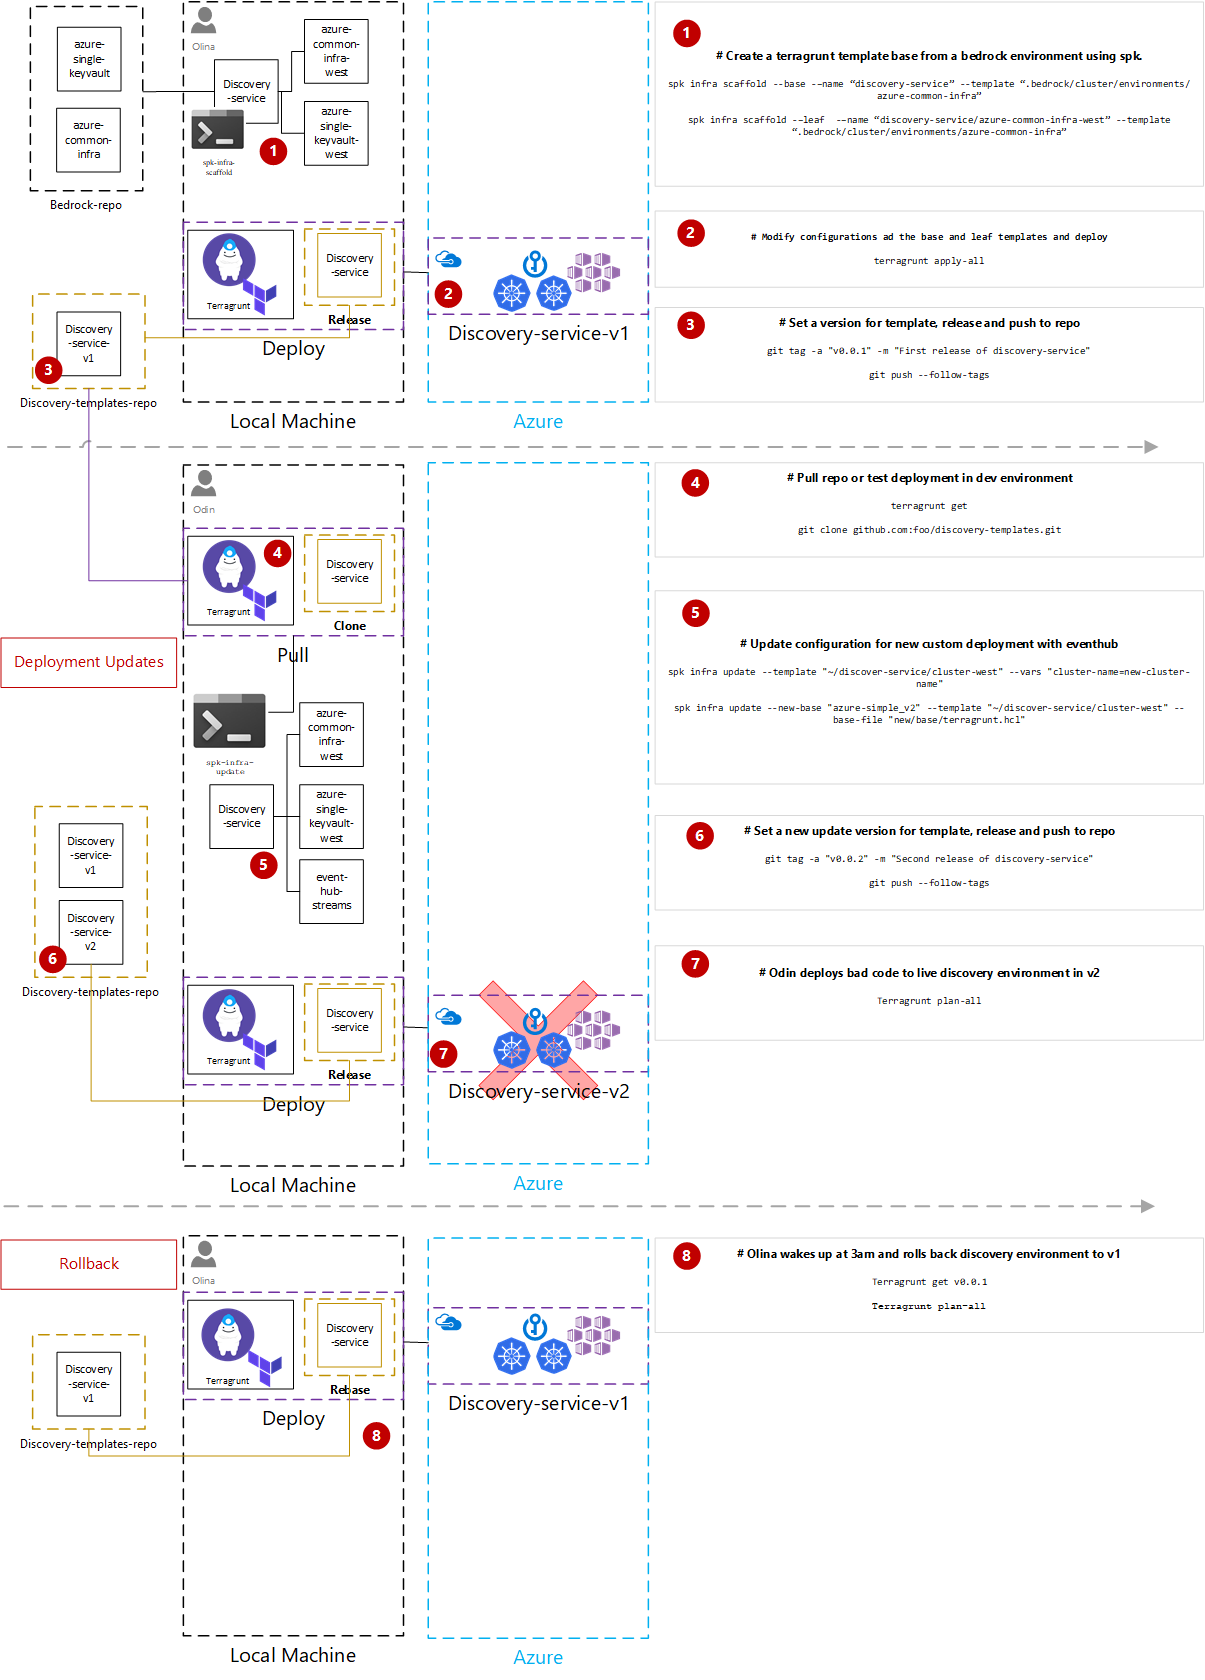 azure-
single-
keyvault
azure-
common-
infra
Bedrock-repo
Olina
Discovery
-service
azure-
common-
infra-
west
azure-
single-
keyvault-
west
spk-infra-
scaffold
1
Terragrunt
Discovery
-service
Release
Deploy
2
Discovery-service-v1
Discovery
-service-
v1
3
Discovery-templates-repo
Local Machine
Azure
1
# Create a terragrunt template base from a bedrock environment using spk.
spk infra scaffold --base --name “discovery-service” --template “.bedrock/cluster/environments/
azure-common-infra”
spk infra scaffold --leaf  --name “discovery-service/azure-common-infra-west” --template
“.bedrock/cluster/environments/azure-common-infra”
2
# Modify configurations ad the base and leaf templates and deploy
terragrunt apply-all
3
# Set a version for template, release and push to repo
git tag -a "v0.0.1" -m "First release of discovery-service"
git push --follow-tags
Odin
Terragrunt
4
Discovery
-service
Clone
Pull
Deployment Updates
spk-infra-
update
azure-
common-
infra-
west
Discovery
-service
azure-
single-
keyvault-
west
5
event-
hub-
streams
Discovery
-service-
v1
Discovery
-service-
v2
6
Discovery-templates-repo
Terragrunt
Discovery
-service
Release
Deploy
7
Discovery-service-v2
Local Machine
Azure
4
# Pull repo or test deployment in dev environment
terragrunt get
git clone github.com:foo/discovery-templates.git
5
# Update configuration for new custom deployment with eventhub
spk infra update --template "~/discover-service/cluster-west" --vars "cluster-name=new-cluster-
name"
spk infra update --new-base "azure-simple_v2" --template "~/discover-service/cluster-west" --
base-file "new/base/terragrunt.hcl"
6
# Set a new update version for template, release and push to repo
git tag -a "v0.0.2" -m "Second release of discovery-service"
git push --follow-tags
7
# Odin deploys bad code to live discovery environment in v2
Terragrunt plan-all
Rollback
Olina
Terragrunt
Discovery
-service
Rebase
Deploy
8
Discovery-service-v1
Discovery
-service-
v1
Discovery-templates-repo
Local Machine
Azure
8
# Olina wakes up at 3am and rolls back discovery environment to v1
Terragrunt get v0.0.1
Terragrunt plan-all